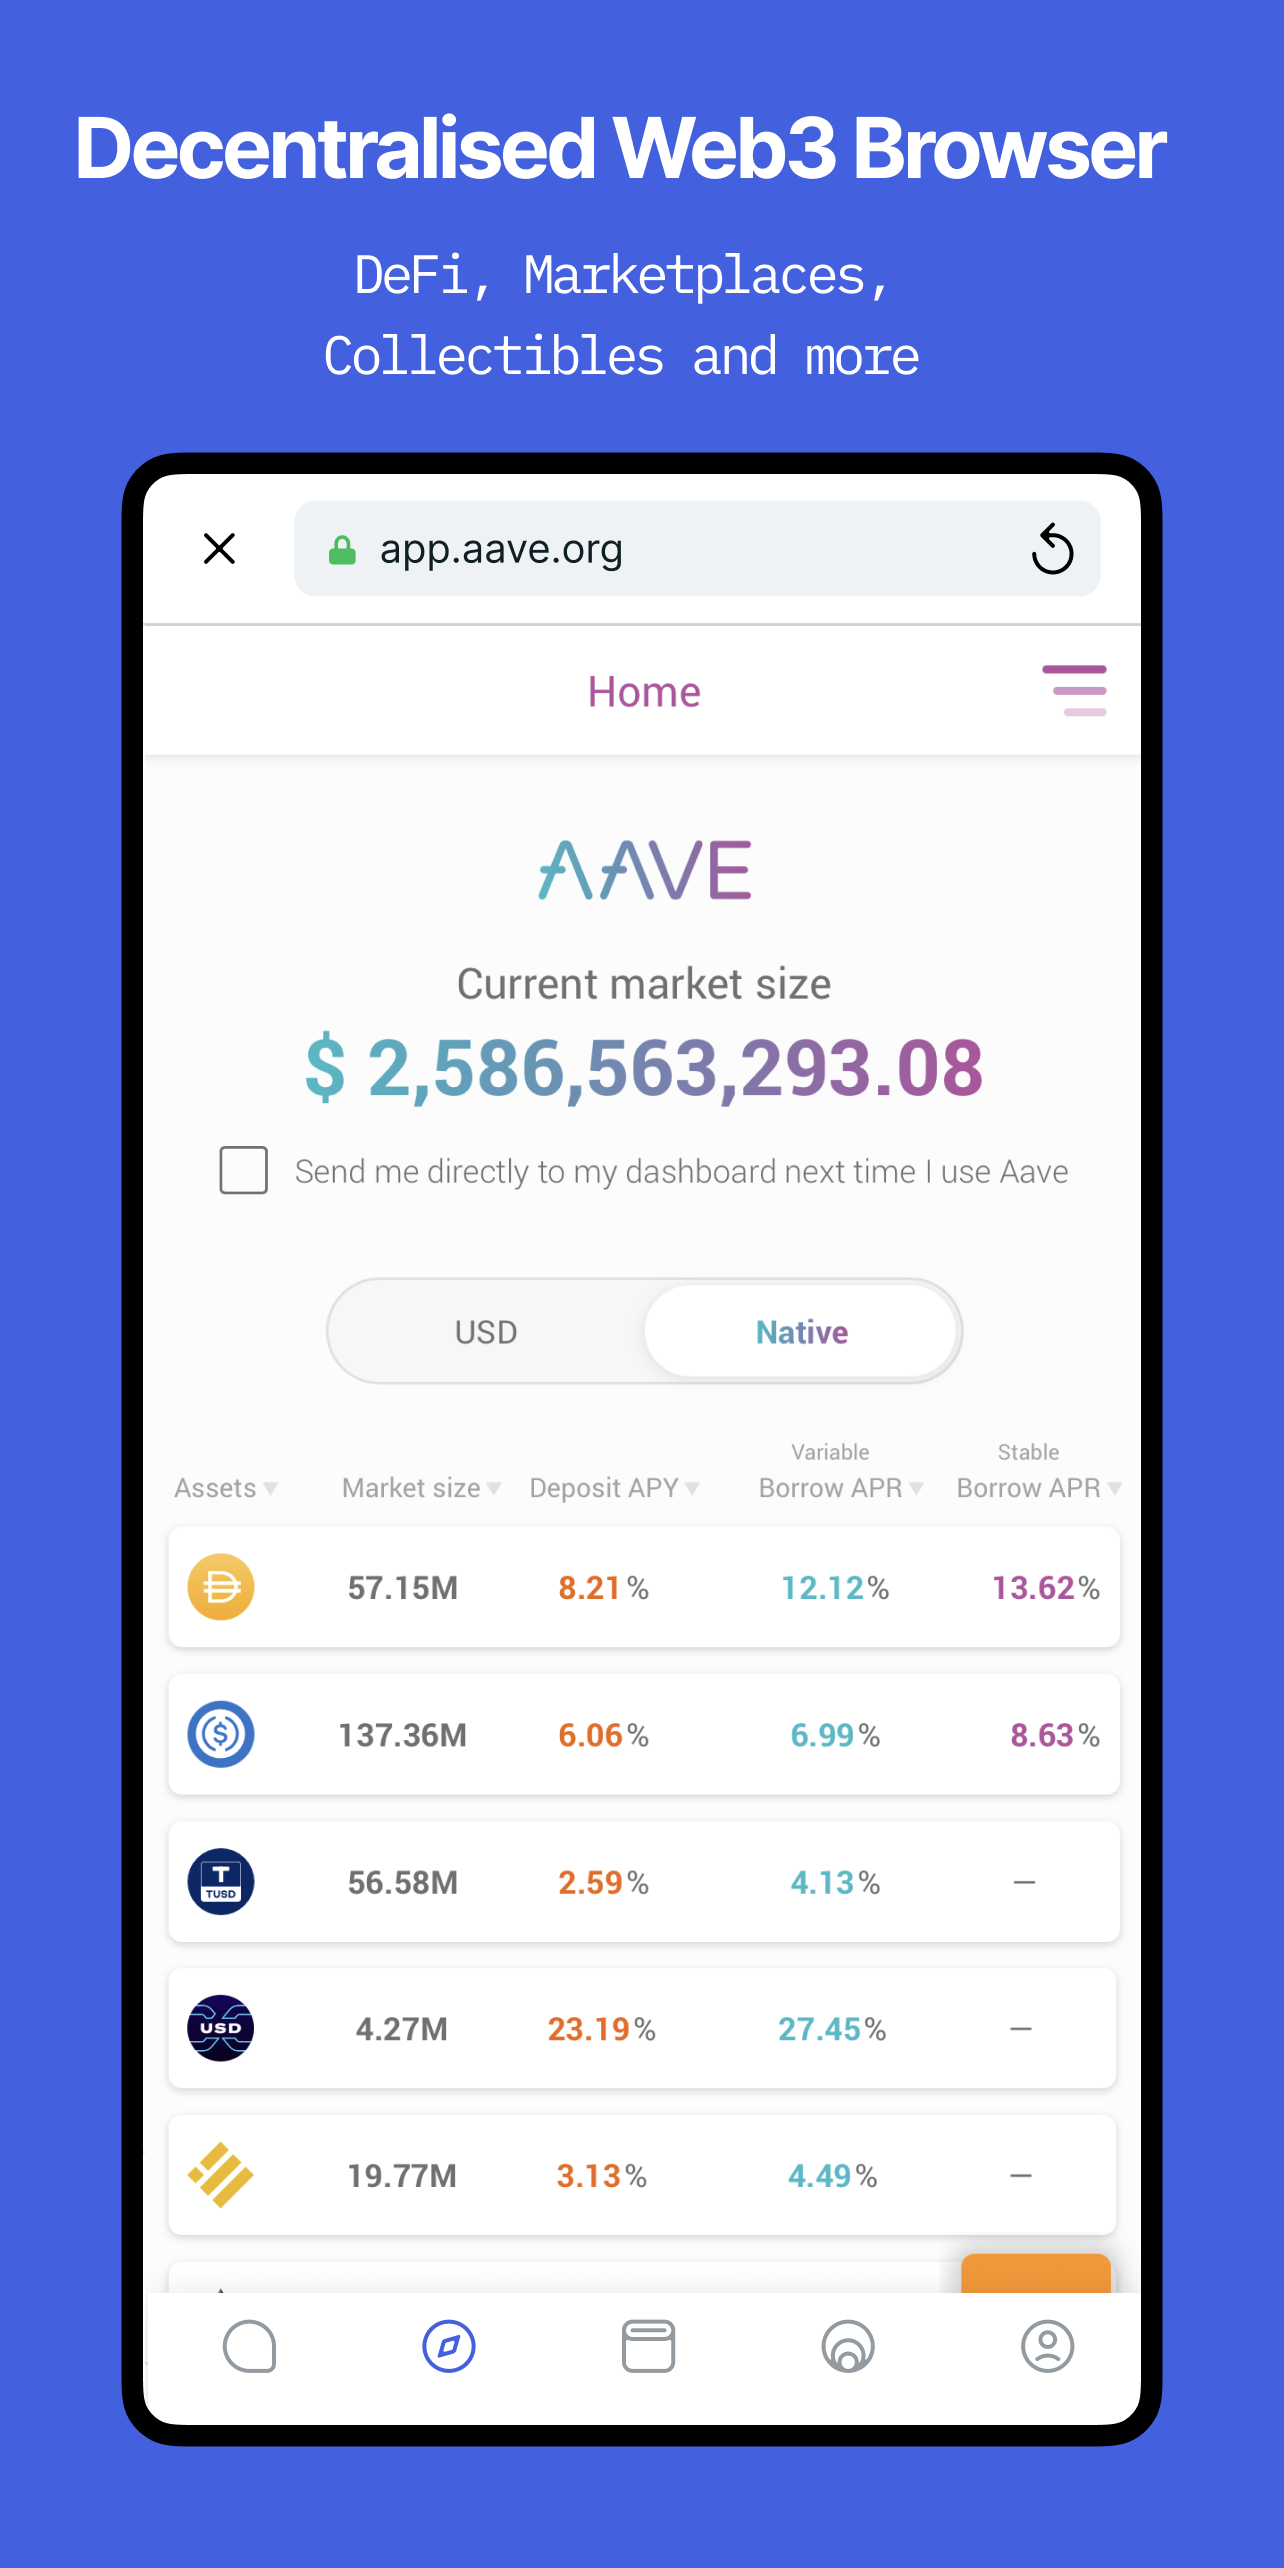 Decentralised Web3 Browser
DeFi, Marketplaces,
Collectibles and more
app.aave.org
Home
AAVE
Current market size
$ 2,586,563,293.08
Send me directly to my dashboard next time I use Aave
USD Native
Variable Stable
Assets Market size Deposit APY Borrow APR Borrow APR
57.15M 8.21% 12.12% 13.62%
$ 137.36M 6.06% 6.99% 8.63%
T
TUSD 56.58M 2.59% 4.13% —
USD 4.27M 23.19% 27.45% —
19.77M 3.13% 4.49% —